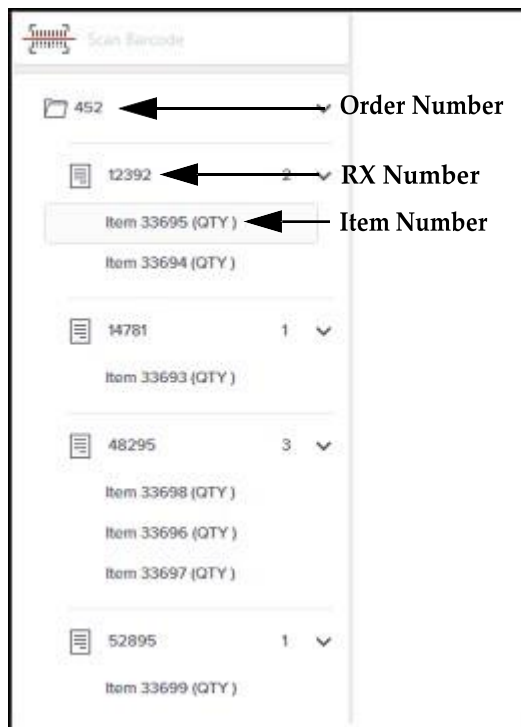 Scan Barcode
452 Order Number
12392 2 RX Number
Item 33695 (QTY ) Item Number
Item 33694 (QTY )
14781 1
Item 33693 (QTY )
48295 3
Item 33698 (QTY )
Item 33696 (QTY )
Item 33697 (QTY )
52895 1
Item 33699 (QTY )